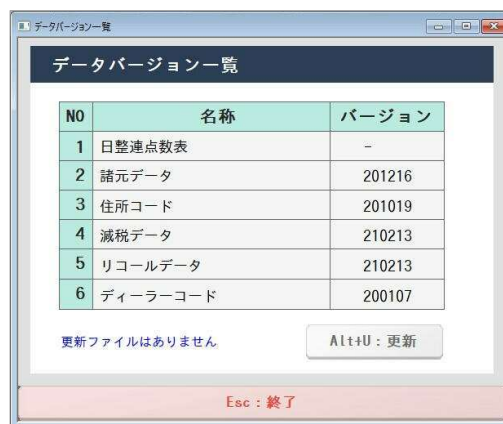 データバージョン一覧
データバージョン一覧
NO 名称 バージョン
1 日整連点数表 -
2 諸元データ 201216
3 住所コード 201019
4 減税データ 210213
5 リコールデータ 210213
6 ディーラーコード 200107
更新ファイルはありません Alt+U：更新
Esc：終了